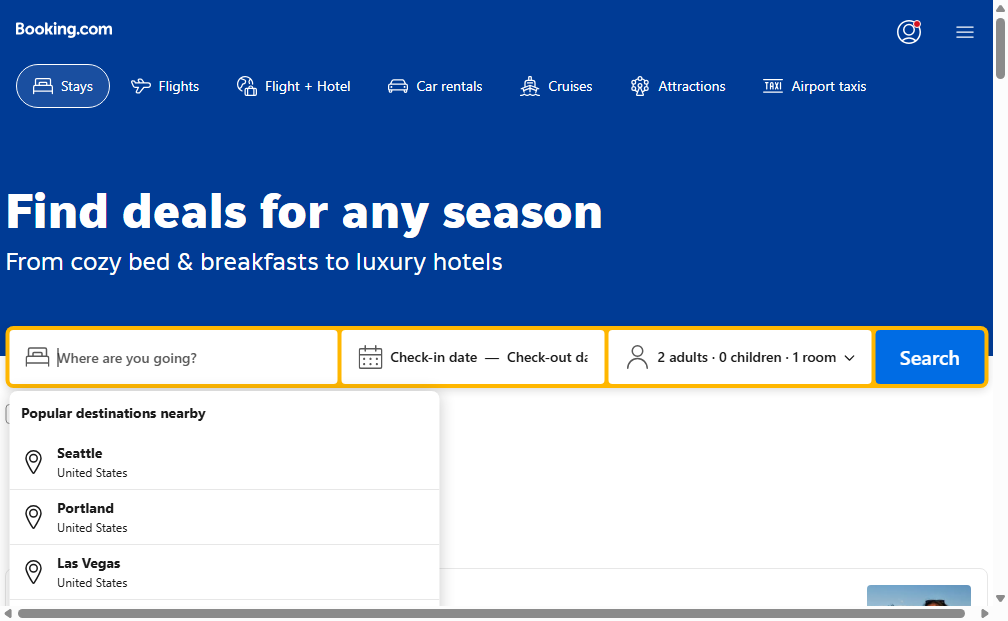 Booking.com
Stays
Flights
Flight + Hotel
Car rentals
Cruises
Attractions
TAXI
Airport taxis
Find deals for any season
From cozy bed & breakfasts to luxury hotels
Where are you going?
Check-in date — Check-out da
2 adults · 0 children · 1 room
Search
Popular destinations nearby
Seattle
United States
Portland
United States
Las Vegas
United States